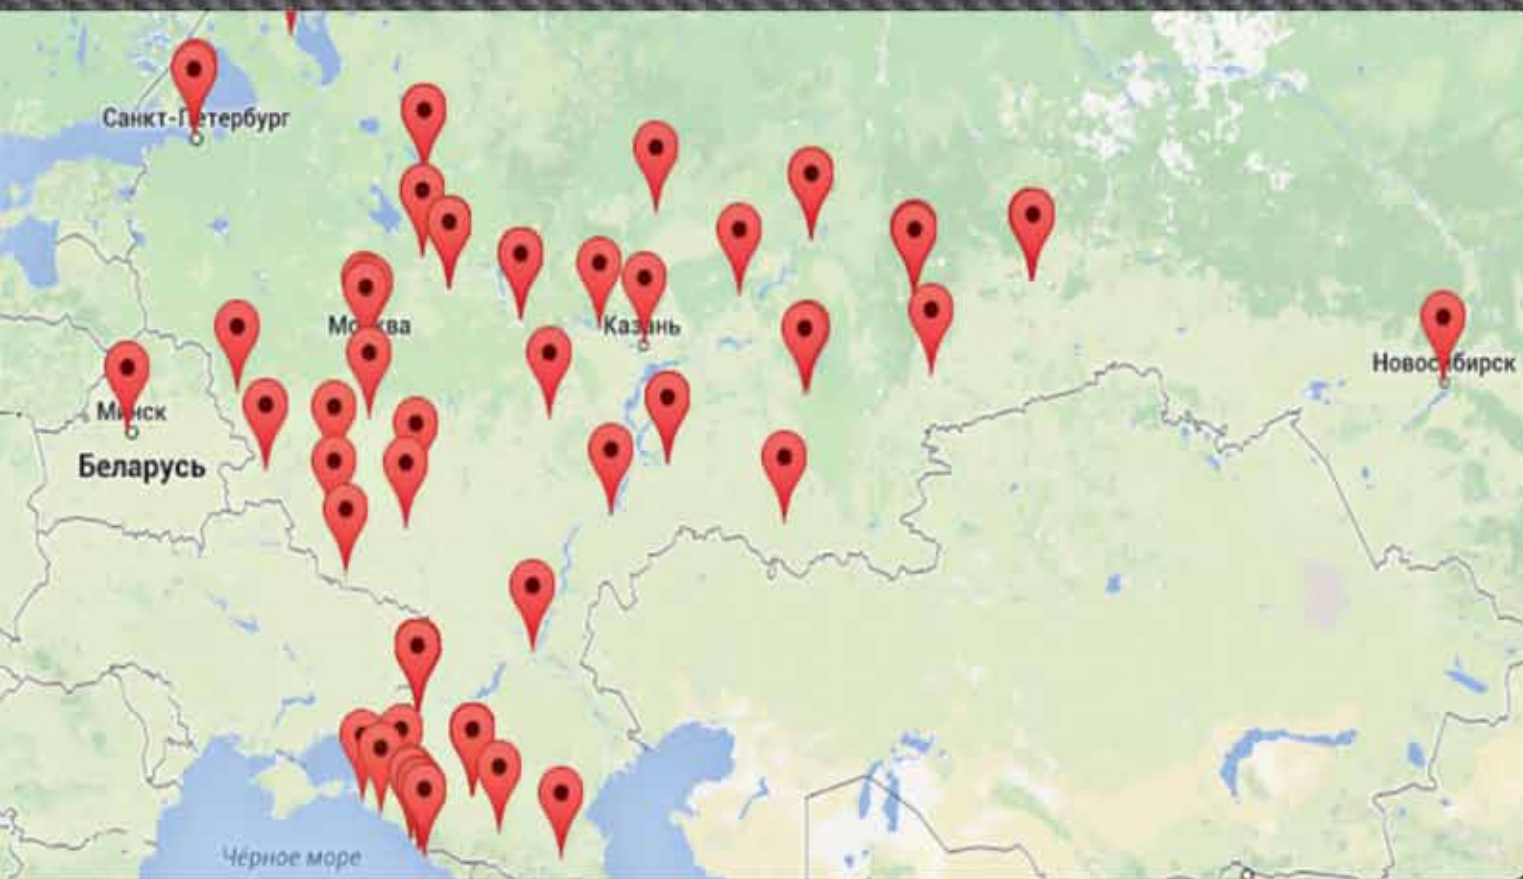 Санкт-Петербург
Москва
Казань
Новосибирск
Минск
Беларусь
Чёрное море